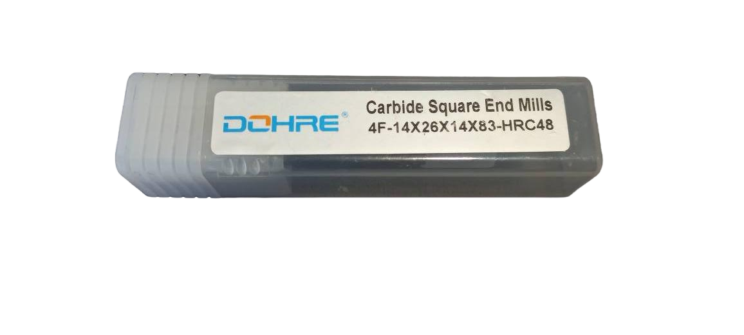 DOHRE®
Carbide Square End Mills
4F-14X26X14X83-HRC48